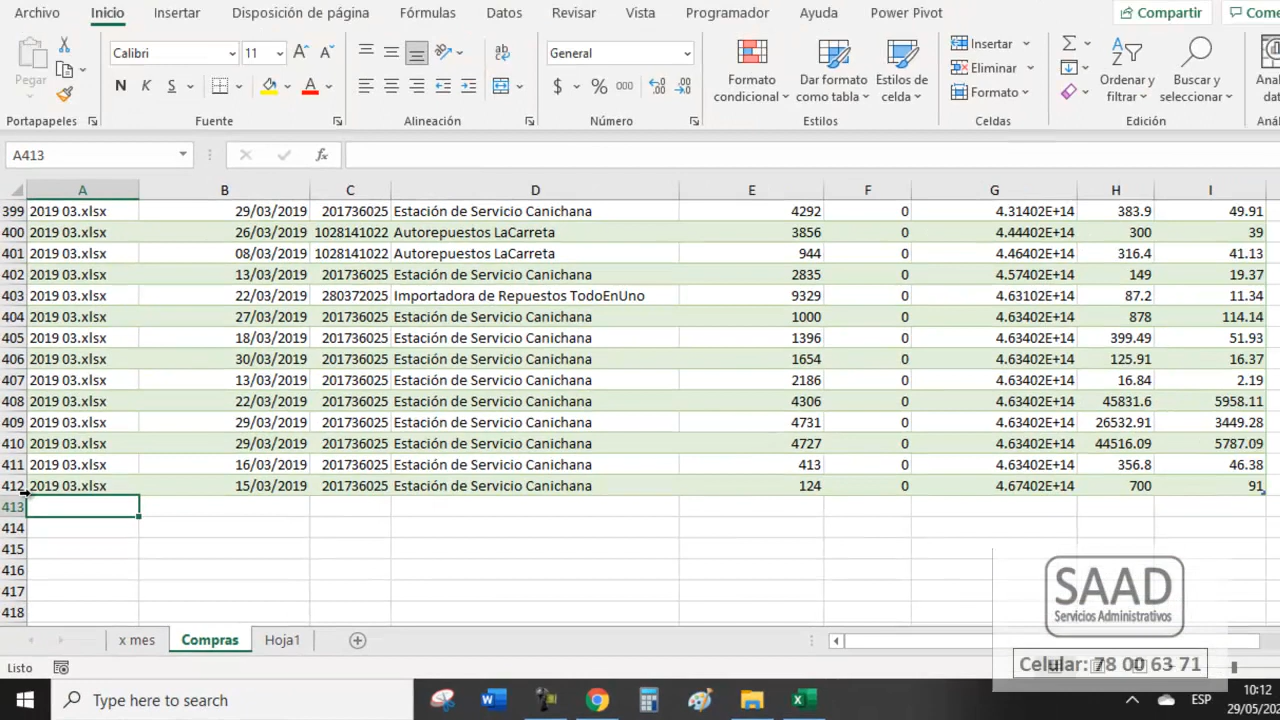 Archivo Inicio Insertar Disposición de página Fórmulas Datos Revisar Vista Programador Ayuda Power Pivot Compartir
Pegar Calibri 11 General Insertar
N K S A $ % 000 Eliminar
Formato condicional Dar formato como tabla Estilos de celda Formato Ordenar y filtrar Buscar y seleccionar
Portapapeles Fuente Alineación Número Estilos Celdas Edición
A413 fx
A B C D E F G H I
399 2019 03.xlsx 29/03/2019 201736025 Estación de Servicio Canichana 4292 0 4.31402E+14 383.9 49.91
400 2019 03.xlsx 26/03/2019 1028141022 Autorepuestos LaCarreta 3856 0 4.44402E+14 300 39
401 2019 03.xlsx 08/03/2019 1028141022 Autorepuestos LaCarreta 944 0 4.46402E+14 316.4 41.13
402 2019 03.xlsx 13/03/2019 201736025 Estación de Servicio Canichana 2835 0 4.57402E+14 149 19.37
403 2019 03.xlsx 22/03/2019 280372025 Importadora de Repuestos TodoEnUno 9329 0 4.63102E+14 87.2 11.34
404 2019 03.xlsx 27/03/2019 201736025 Estación de Servicio Canichana 1000 0 4.63402E+14 878 114.14
405 2019 03.xlsx 18/03/2019 201736025 Estación de Servicio Canichana 1396 0 4.63402E+14 399.49 51.93
406 2019 03.xlsx 30/03/2019 201736025 Estación de Servicio Canichana 1654 0 4.63402E+14 125.91 16.37
407 2019 03.xlsx 13/03/2019 201736025 Estación de Servicio Canichana 2186 0 4.63402E+14 16.84 2.19
408 2019 03.xlsx 22/03/2019 201736025 Estación de Servicio Canichana 4306 0 4.63402E+14 45831.6 5958.11
409 2019 03.xlsx 29/03/2019 201736025 Estación de Servicio Canichana 4731 0 4.63402E+14 26532.91 3449.28
410 2019 03.xlsx 29/03/2019 201736025 Estación de Servicio Canichana 4727 0 4.63402E+14 44516.09 5787.09
411 2019 03.xlsx 16/03/2019 201736025 Estación de Servicio Canichana 413 0 4.63402E+14 356.8 46.38
412 2019 03.xlsx 15/03/2019 201736025 Estación de Servicio Canichana 124 0 4.67402E+14 700 91
413
414
415
416
417
418
SAAD
Servicios Administrativos
x mes Compras Hoja1
Listo
Celular: 78 00 63 71
Type here to search ESP 10:12